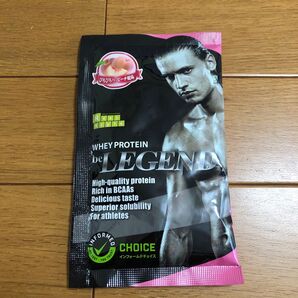 WHEY PROTEIN
be LEGEND
High-quality protein
Rich in BCAAs
Delicious taste
Superior solubility
For athletes
INFORMED
CHOICE
インフォームドチョイス